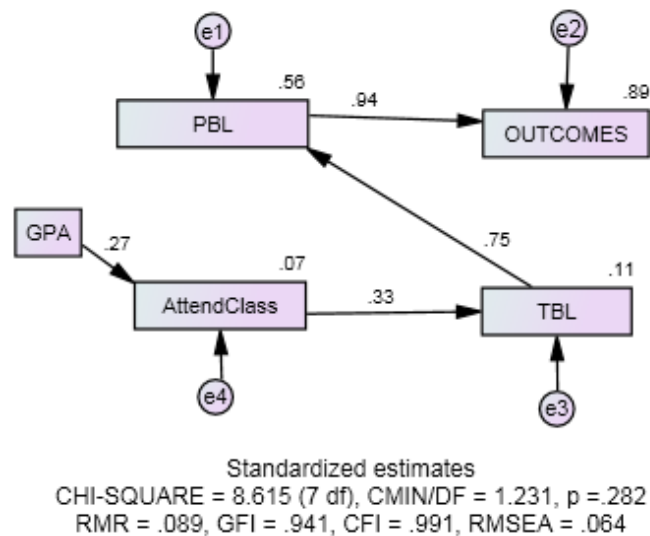 e1
e2
.56
.94
.89
PBL
OUTCOMES
GPA
.27
.07
.75
.11
AttendClass
.33
TBL
e4
e3
Standardized estimates
CHI-SQUARE = 8.615 (7 df), CMIN/DF = 1.231, p =.282
RMR = .089, GFI = .941, CFI = .991, RMSEA = .064